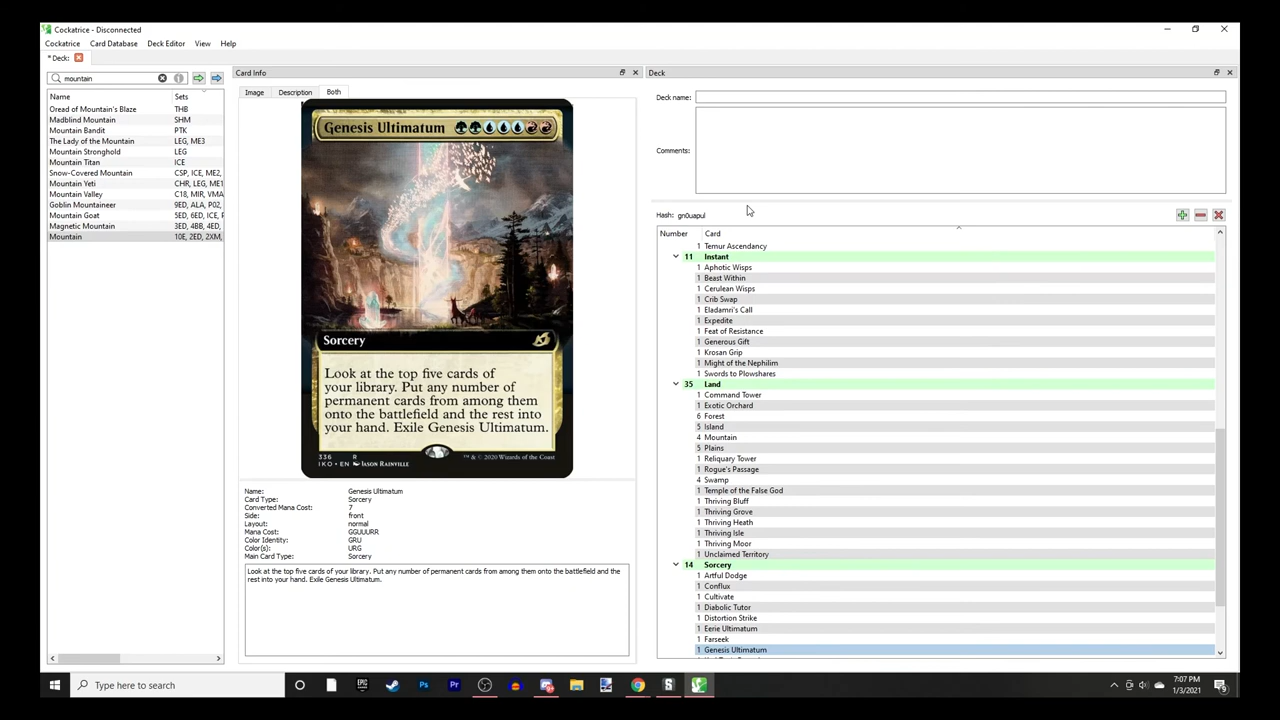 Cockatrice - Disconnected
Cockatrice Card Database Deck Editor View Help
* Deck:
mountain
Name Sets
Oread of Mountain's Blaze THB
Madblind Mountain SHM
Mountain Bandit PTK
The Lady of the Mountain LEG, ME3
Mountain Stronghold LEG
Mountain Titan ICE
Snow-Covered Mountain CSP, ICE, ME2,
Mountain Yeti CHR, LEG, ME1
Mountain Valley C18, MIR, VMA
Goblin Mountaineer 9ED, ALA, P02,
Mountain Goat 5ED, 6ED, ICE, F
Magnetic Mountain 3ED, 4BB, 4ED,
Mountain 10E, 2ED, 2XM,
Card Info
Image Description Both
Genesis Ultimatum
Sorcery
Look at the top five cards of
your library. Put any number of
permanent cards from among them
onto the battlefield and the rest into
your hand. Exile Genesis Ultimatum.
336 R
IKO • EN JASON RAINVILLE
™ & © 2020 Wizards of the Coast
Name: Genesis Ultimatum
Card Type: Sorcery
Converted Mana Cost: 7
Side: front
Layout: normal
Mana Cost: GGUUURR
Color Identity: GRU
Color(s): URG
Main Card Type: Sorcery
Look at the top five cards of your library. Put any number of permanent cards from among them onto the battlefield and the
rest into your hand. Exile Genesis Ultimatum.
Deck
Deck name:
Comments:
Hash: gn0uapul
Number Card
1 Temur Ascendancy
11 Instant
1 Aphotic Wisps
1 Beast Within
1 Cerulean Wisps
1 Crib Swap
1 Eladamri's Call
1 Expedite
1 Feat of Resistance
1 Generous Gift
1 Krosan Grip
1 Might of the Nephilim
1 Swords to Plowshares
35 Land
1 Command Tower
1 Exotic Orchard
6 Forest
5 Island
4 Mountain
5 Plains
1 Reliquary Tower
1 Rogue's Passage
4 Swamp
1 Temple of the False God
1 Thriving Bluff
1 Thriving Grove
1 Thriving Heath
1 Thriving Isle
1 Thriving Moor
1 Unclaimed Territory
14 Sorcery
1 Artful Dodge
1 Conflux
1 Cultivate
1 Diabolic Tutor
1 Distortion Strike
1 Eerie Ultimatum
1 Farseek
1 Genesis Ultimatum
Type here to search
7:07 PM
1/3/2021